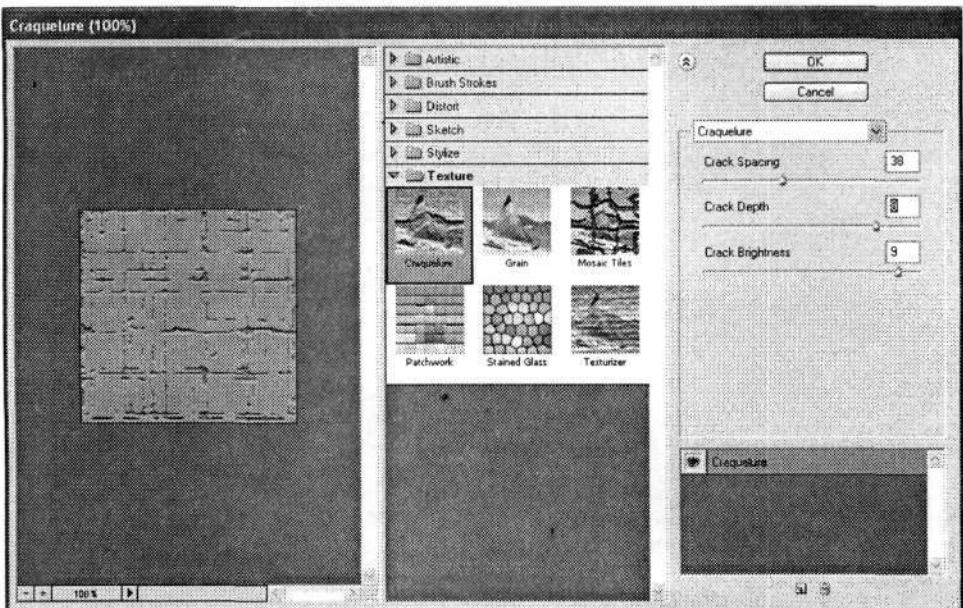 Craquelure (100%)
Artistic
Brush Strokes
Distort
Sketch
Stylize
Texture
Craquelure
Grain
Mosaic Tiles
Patchwork
Stained Glass
Texturizer
100%
OK
Cancel
Craquelure
Crack Spacing 38
Crack Depth
Crack Brightness 9
Craquelure